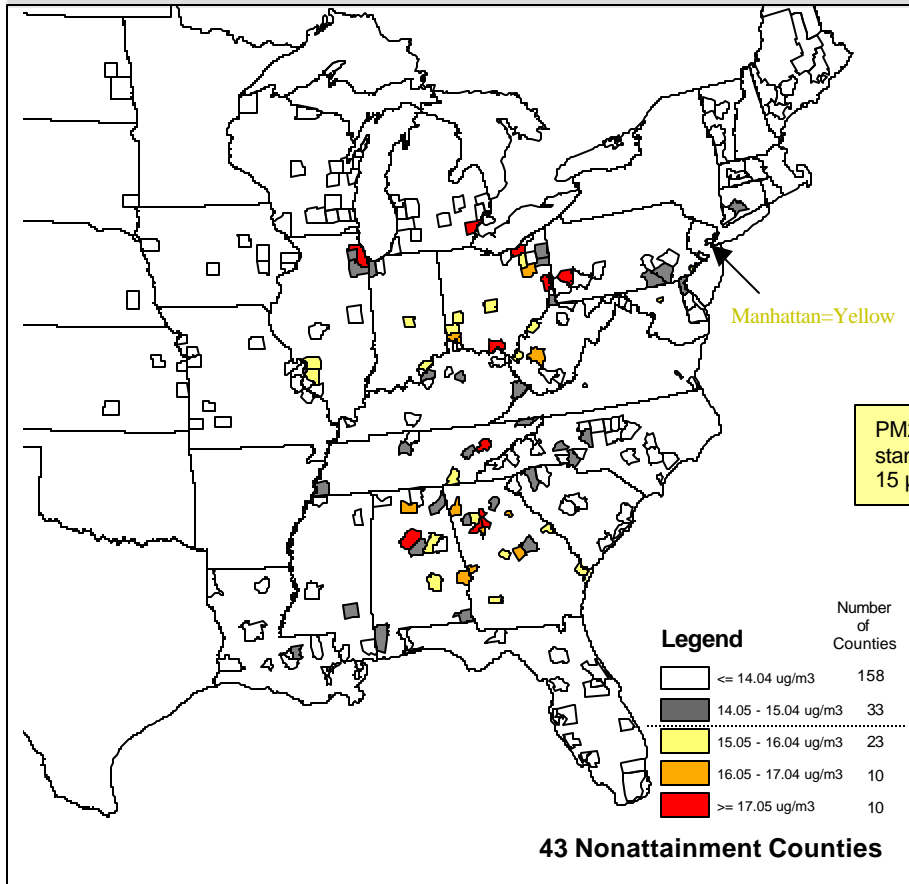 Manhattan=Yellow
15 µ
Legend
Number
of
Counties
<= 14.04 ug/m3 158
14.05 - 15.04 ug/m3 33
15.05 - 16.04 ug/m3 23
16.05 - 17.04 ug/m3 10
>= 17.05 ug/m3 10
43 Nonattainment Counties